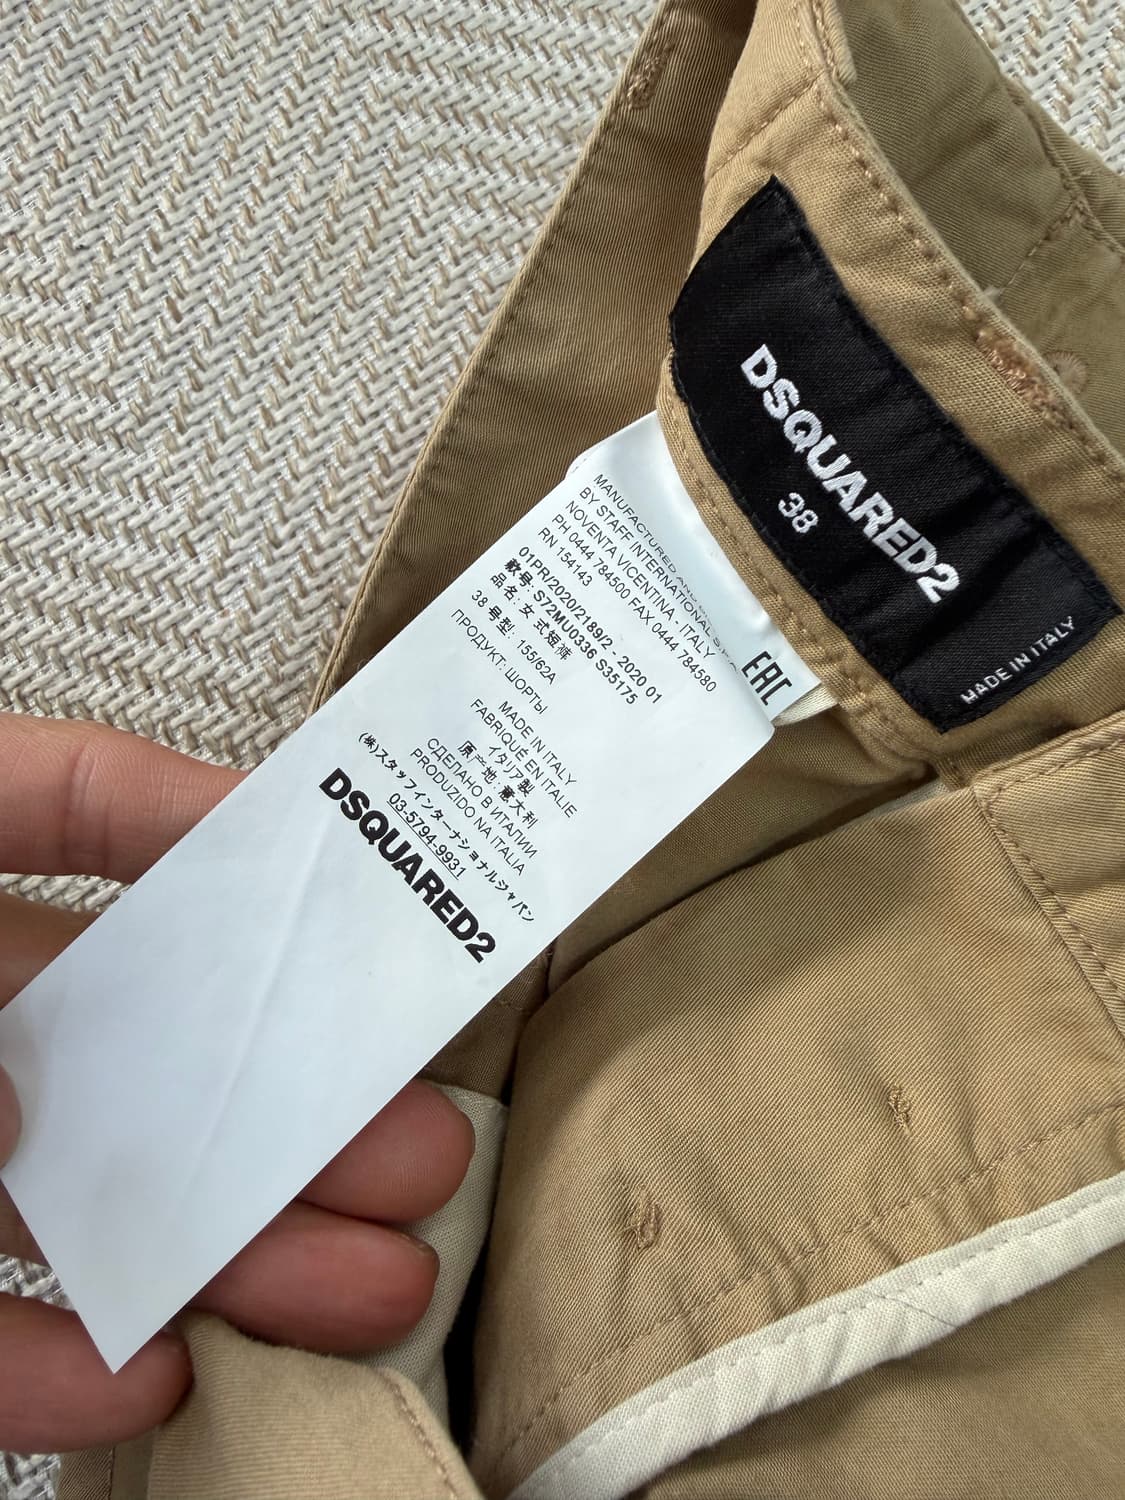 DSQUARED2
38
MADE IN ITALY
MANUFACTURED AND
BY STAFF INTERNATIONAL
NOVENTA VICENTINA - ITALY
PH 0444 784500 FAX 0444 784580
RN 154143
EAC
01PR/2020/2189/2 - 2020 01
款号: S72MU0336 S35175
品名: 女 式短裤
38 号型: 155/62A
ПРОДУКТ: ШОРТЫ
MADE IN ITALY
FABRIQUÉ EN ITALIE
イタリア製
原产地: 意大利
СДЕЛАНО В ИТАЛИИ
PRODUZIDO NA ITALIA
(株)スタッフインターナショナルジャパン
03-5794-9931
DSQUARED2